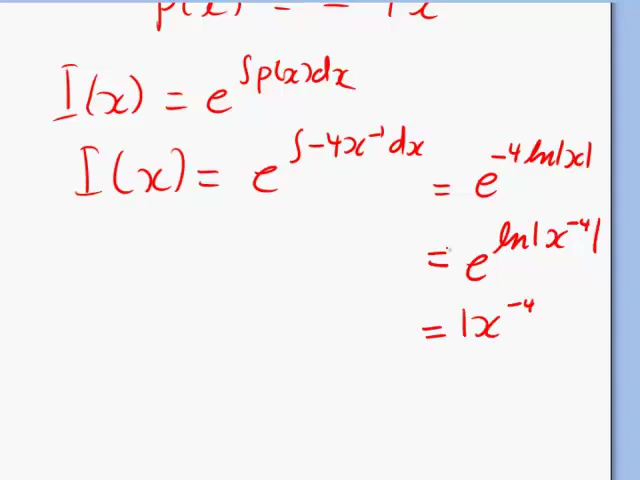 I(x) = e^{∫p(x)dx}
I(x) = e^{∫-4x^{-1}dx} = e^{-4ln|x|}
= e^{ln|x^{-4}|}
= |x^{-4}